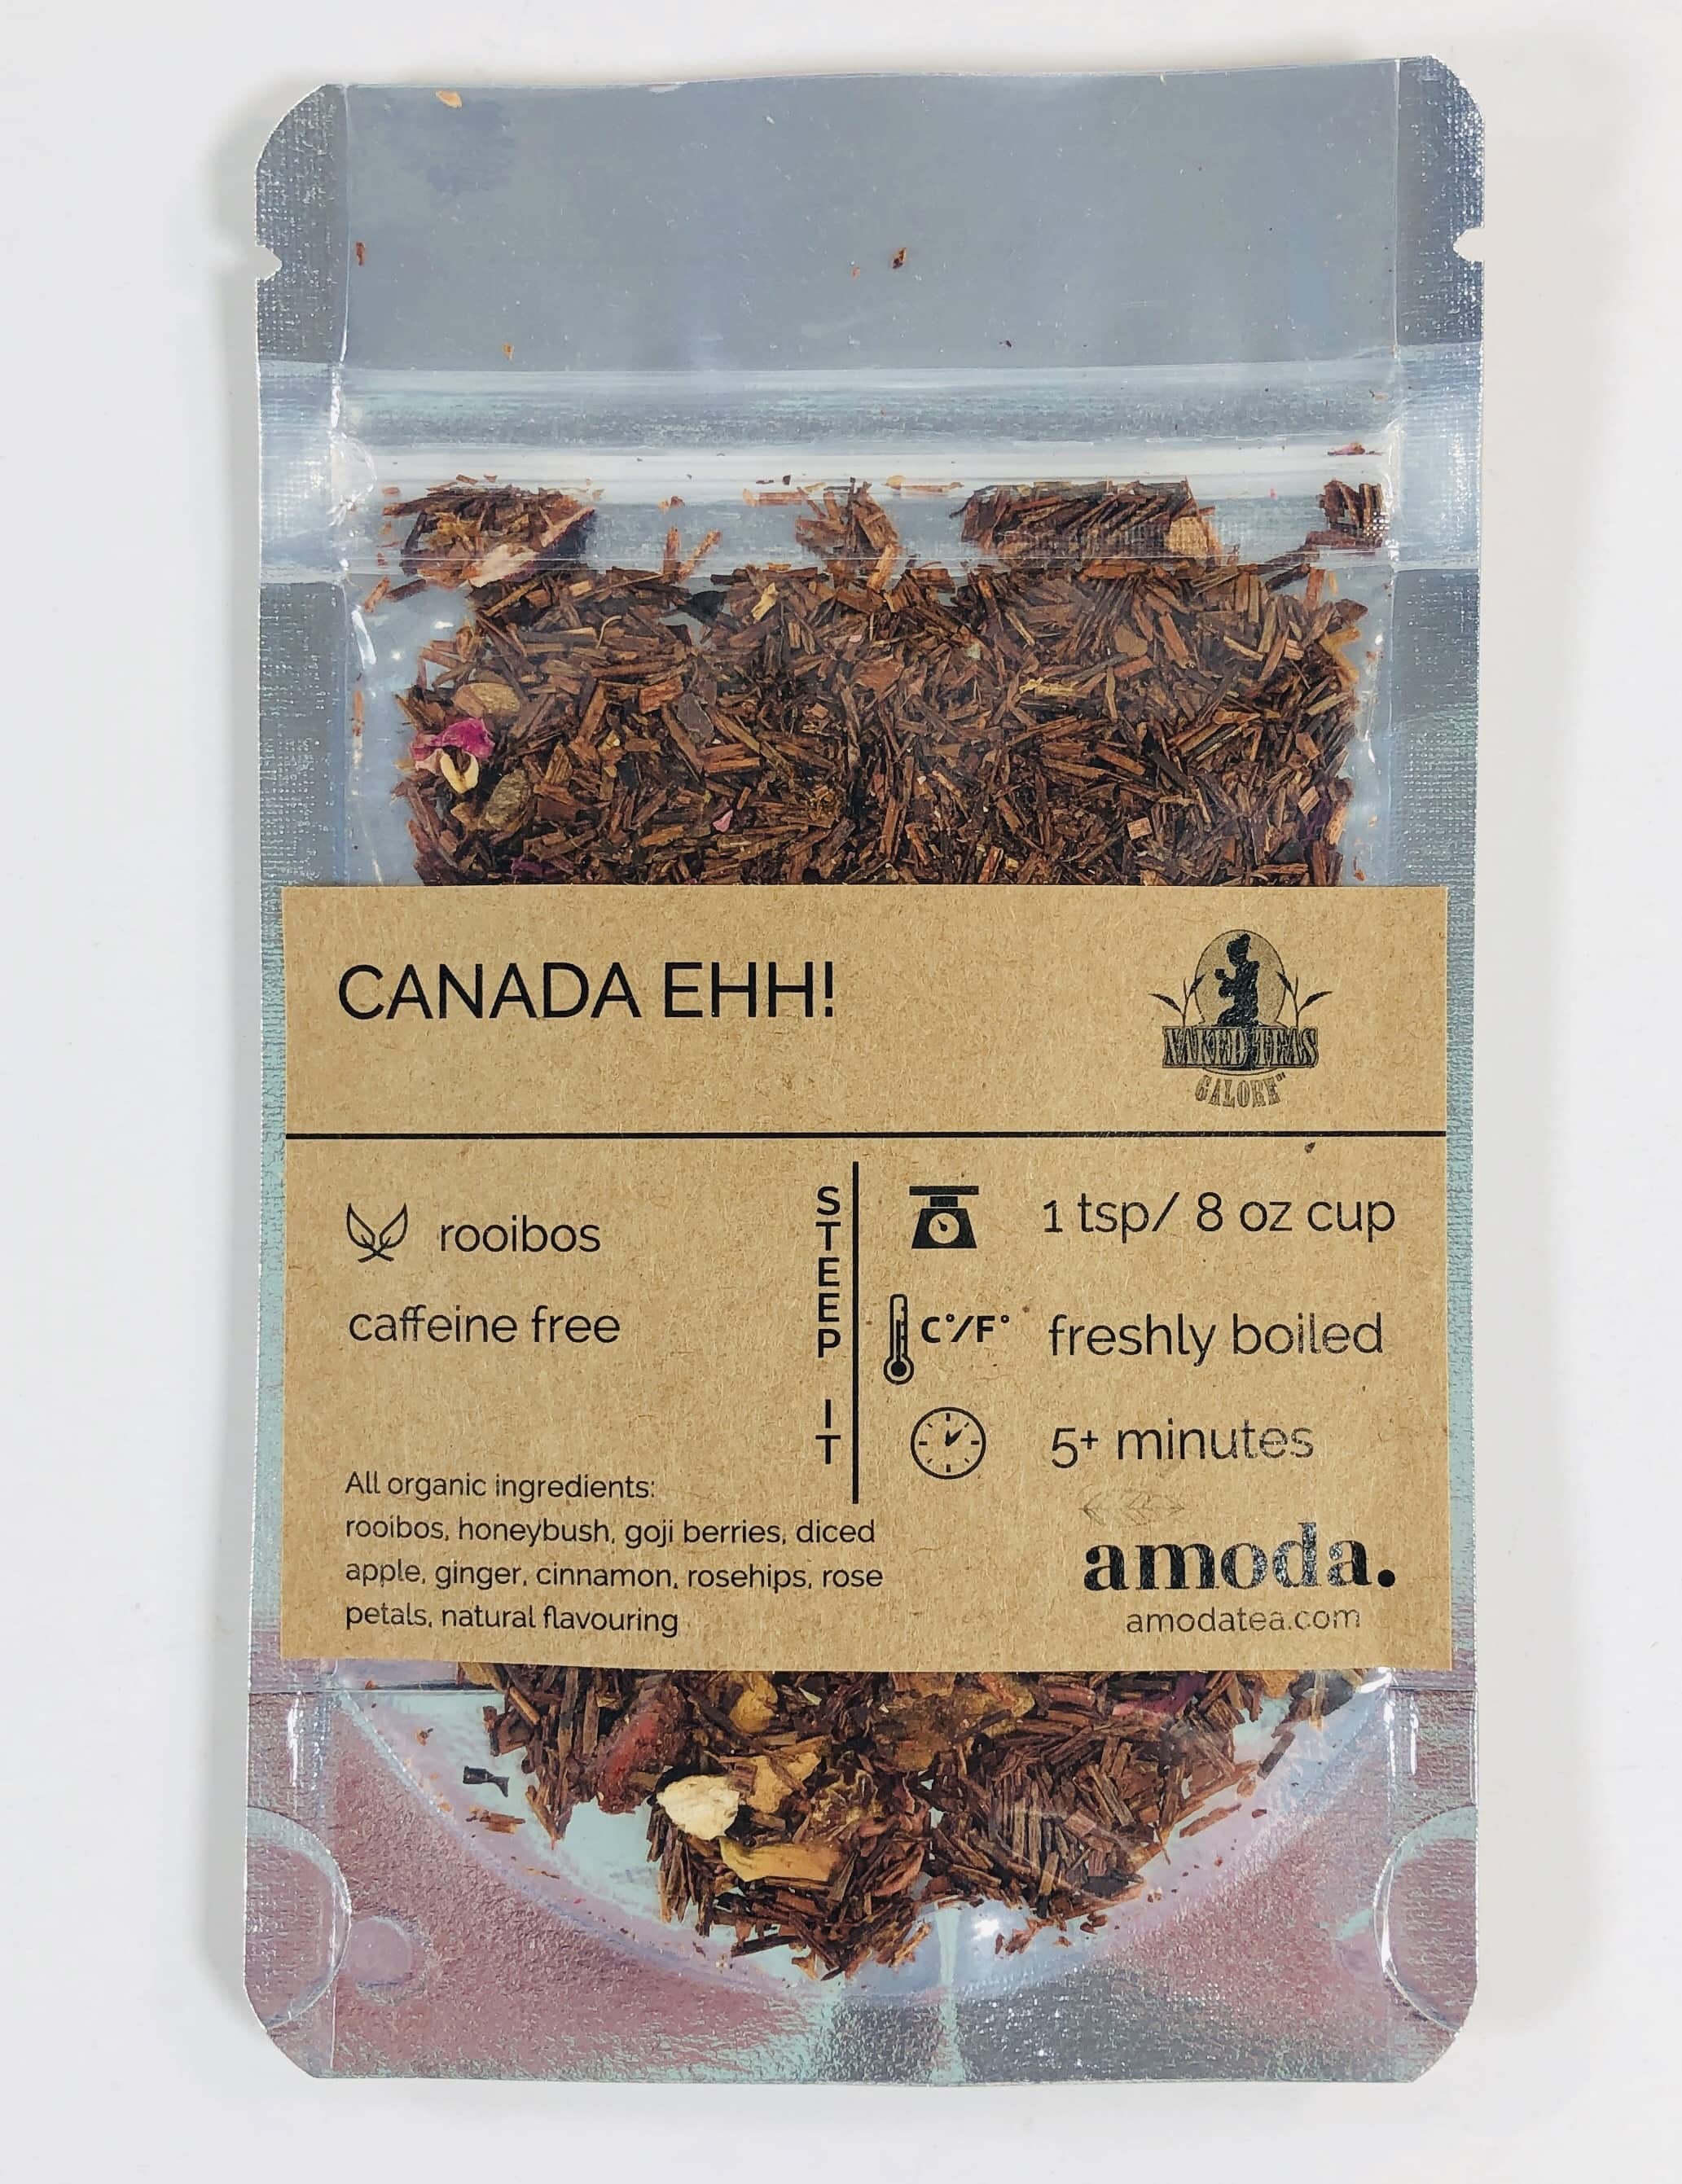 CANADA EHH!
NAKED TEAS
GALORE™
rooibos
caffeine free
STEEP IT
1 tsp/ 8 oz cup
C°/F° freshly boiled
5+ minutes
All organic ingredients:
rooibos, honeybush, goji berries, diced
apple, ginger, cinnamon, rosehips, rose
petals, natural flavouring
amoda.
amodatea.com